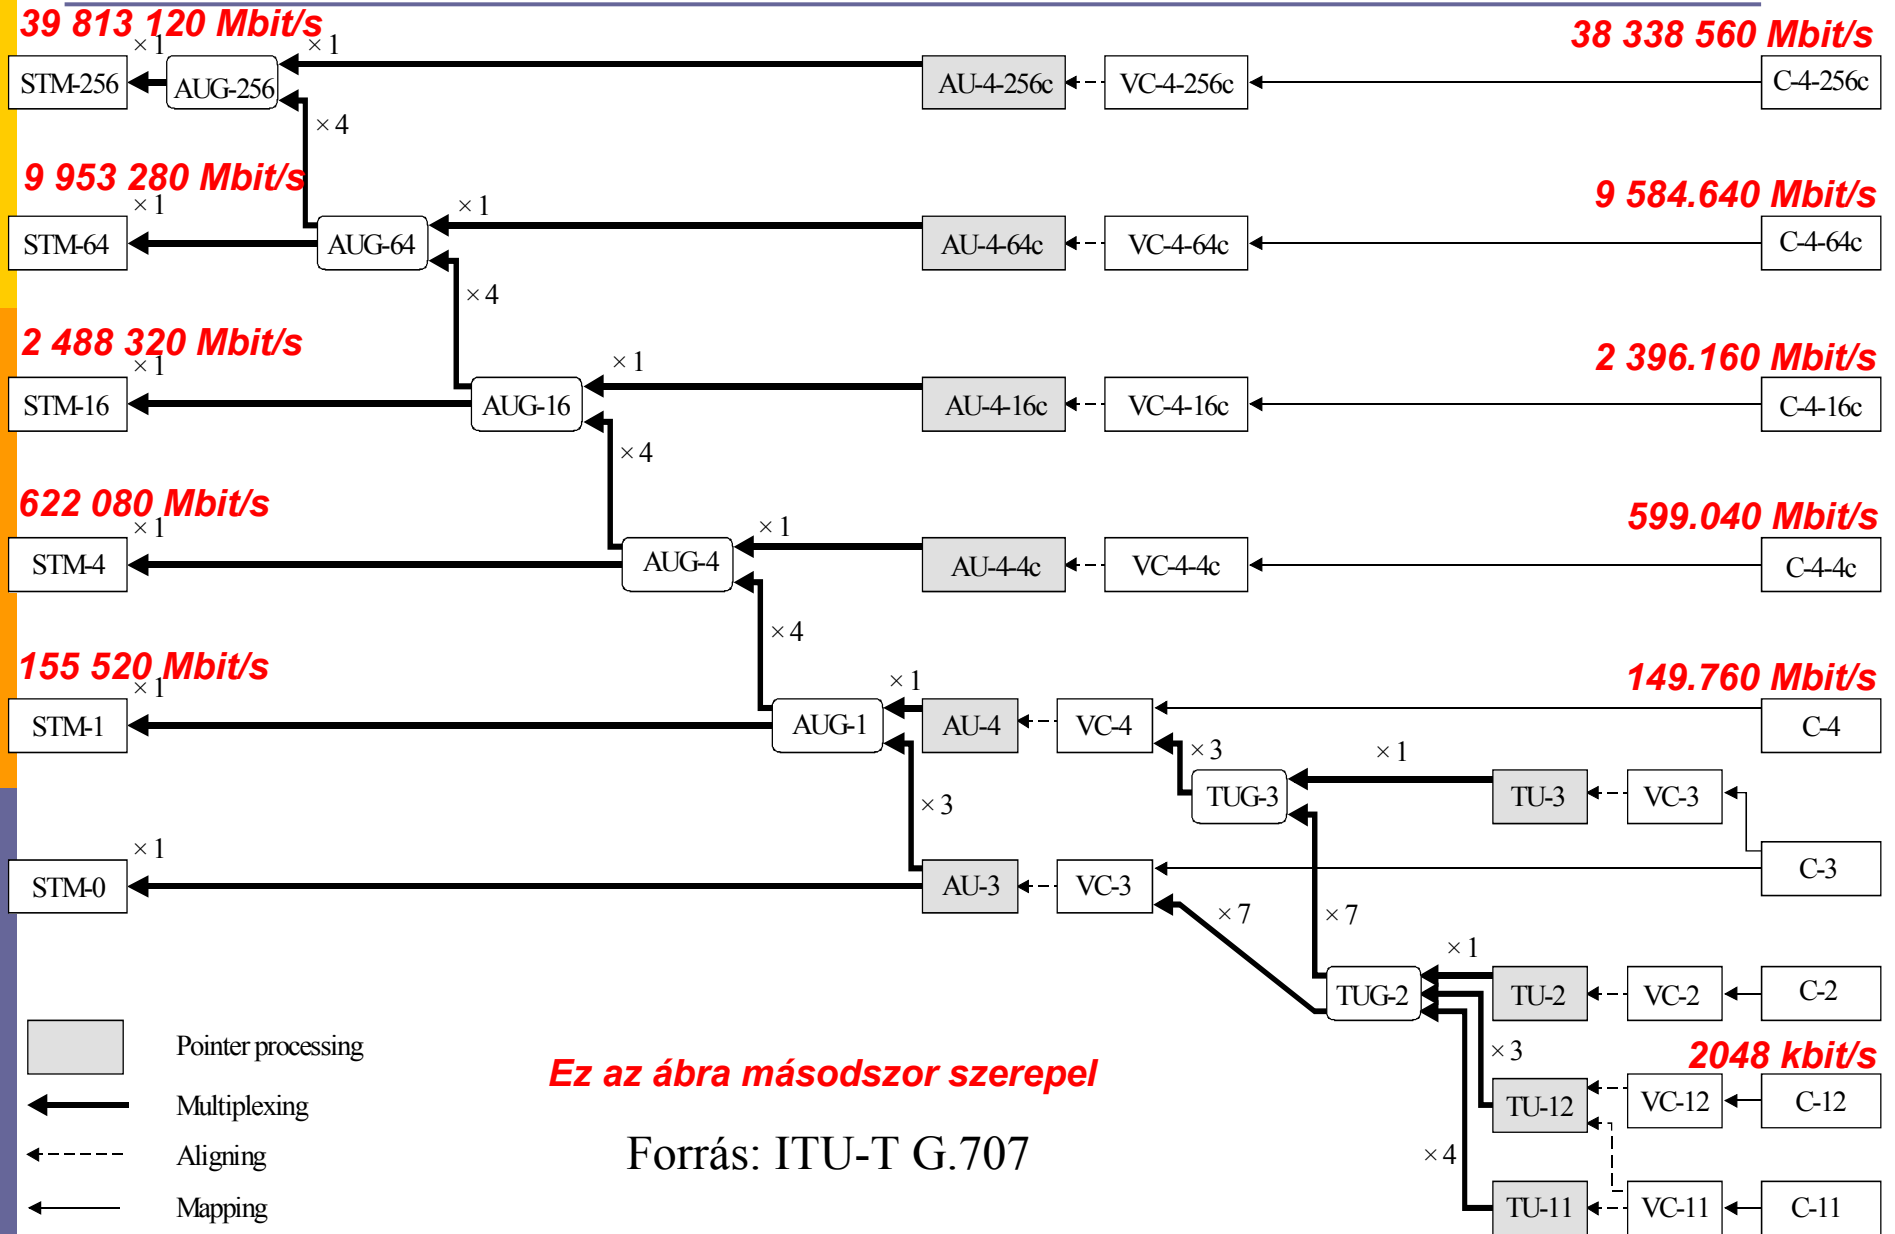 39 813 120 Mbit/s
38 338 560 Mbit/s
×1
×1
STM-256
AUG-256
AU-4-256c
VC-4-256c
C-4-256c
×4
9 953 280 Mbit/s
9 584.640 Mbit/s
×1
×1
STM-64
AUG-64
AU-4-64c
VC-4-64c
C-4-64c
×4
2 488 320 Mbit/s
2 396.160 Mbit/s
×1
×1
STM-16
AUG-16
AU-4-16c
VC-4-16c
C-4-16c
×4
622 080 Mbit/s
599.040 Mbit/s
×1
×1
STM-4
AUG-4
AU-4-4c
VC-4-4c
C-4-4c
×4
155 520 Mbit/s
149.760 Mbit/s
×1
×1
STM-1
AUG-1
AU-4
VC-4
C-4
×3
×1
TUG-3
TU-3
VC-3
×3
×1
STM-0
AU-3
VC-3
C-3
×7
×7
×1
TUG-2
TU-2
VC-2
C-2
Pointer processing
Ez az ábra másodszor szerepel
×3
2048 kbit/s
Multiplexing
TU-12
VC-12
C-12
Aligning
Forrás: ITU-T G.707
×4
Mapping
TU-11
VC-11
C-11